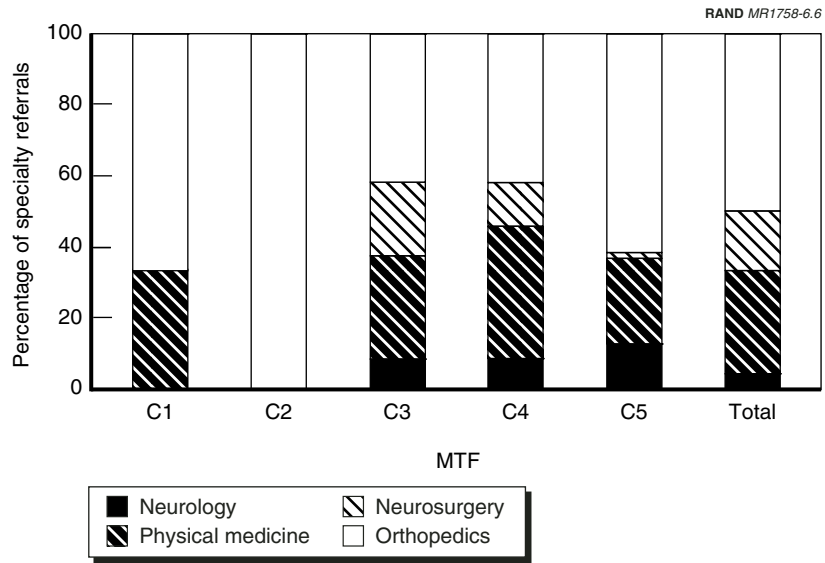 RAND MR1758-6.6
Percentage of specialty referrals
100
80
60
40
20
0
C1 C2 C3 C4 C5 Total
MTF
Neurology Neurosurgery
Physical medicine Orthopedics